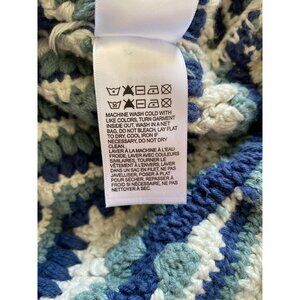 MACHINE WASH COLD WITH
LIKE COLORS, TURN GARMENT
INSIDE OUT, WASH IN A NET
BAG, DO NOT BLEACH, LAY FLAT
TO DRY, COOL IRON IF
NECESSARY, DO NOT DRY
CLEAN.
LAVER À LA MACHINE À L'EAU
FROIDE, LAVER AVEC COULEURS
SIMILAIRES, TOURNER LE
VÊTEMENT À L'ENVERS, LAVER
DANS UN SAC EN FILET, NE PAS
JAVELLISER, POSER À PLAT
POUR SÉCHER, REPASSAGE À
FROID SI NÉCESSAIRE, NE PAS
NETTOYER À SEC.